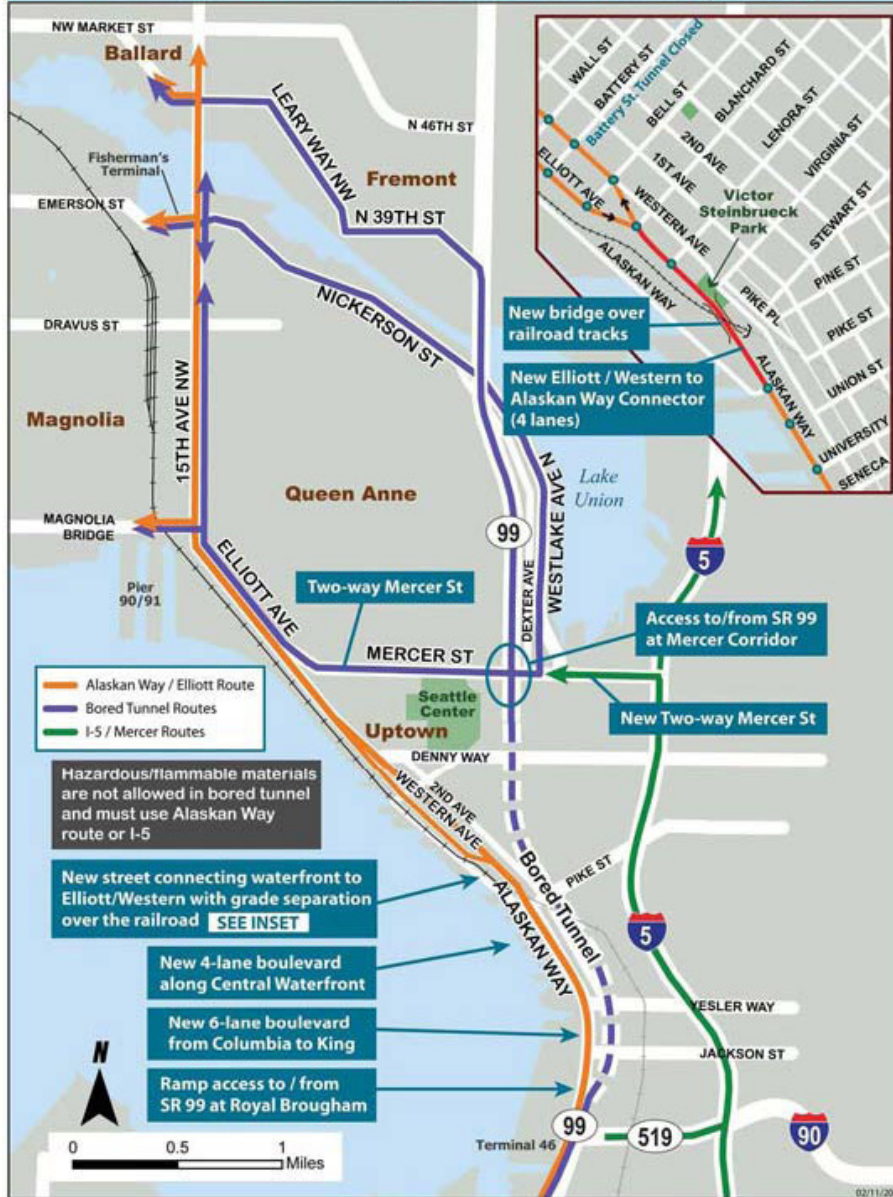 NW MARKET ST
Ballard
LEARY WAY NW
N 46TH ST
Fisherman's
Terminal
Fremont
EMERSON ST
N 39TH ST
NICKERSON ST
DRAVUS ST
Magnolia
15TH AVE NW
Queen Anne
MAGNOLIA
BRIDGE
Pier
90/91
ELLIOTT AVE
Two-way Mercer St
MERCER ST
99
DEXTER AVE
WESTLAKE AVE N
Lake
Union
5
Access to/from SR 99
at Mercer Corridor
New Two-way Mercer St
Seattle
Center
Uptown
DENNY WAY
Alaskan Way / Elliott Route
Bored Tunnel Routes
I-5 / Mercer Routes
Hazardous/flammable materials
are not allowed in bored tunnel
and must use Alaskan Way
route or I-5
2ND AVE
WESTERN AVE
Bored Tunnel
PIKE ST
New street connecting waterfront to
Elliott/Western with grade separation
over the railroad SEE INSET
ALASKAN WAY
5
New 4-lane boulevard
along Central Waterfront
YESLER WAY
New 6-lane boulevard
from Columbia to King
JACKSON ST
Ramp access to / from
SR 99 at Royal Brougham
N
0 0.5 1
Miles
Terminal 46
99
519
90
WALL ST
BATTERY ST
Battery St. Tunnel Closed
BELL ST
BLANCHARD ST
LENORA ST
VIRGINIA ST
2ND AVE
1ST AVE
WESTERN AVE
ELLIOTT AVE
ALASKAN WAY
Victor
Steinbrueck
Park
STEWART ST
PINE ST
PIKE PL
PIKE ST
UNION ST
New bridge over
railroad tracks
New Elliott / Western to
Alaskan Way Connector
(4 lanes)
ALASKAN WAY
UNIVERSITY
SENECA